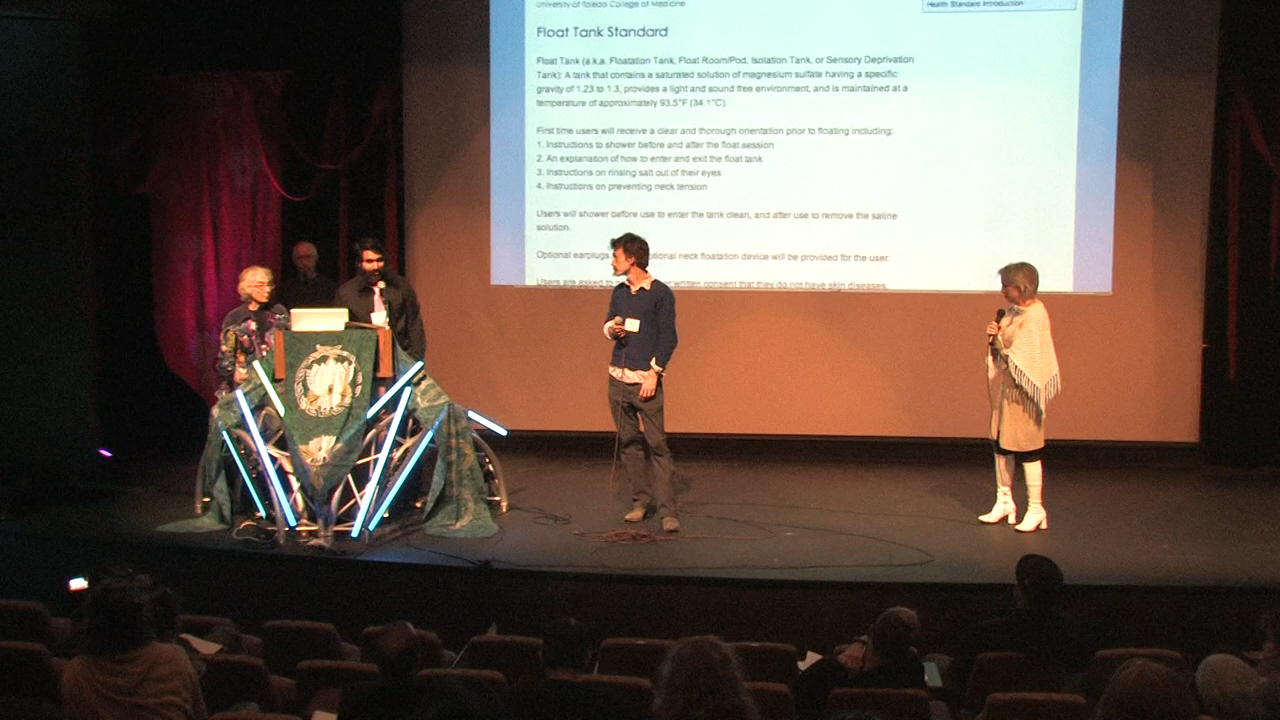 University of Toledo College of Medicine
Health Standard Introduction
Float Tank Standard
Float Tank (a.k.a. Floatation Tank, Float Room/Pod, Isolation Tank, or Sensory Deprivation
Tank): A tank that contains a saturated solution of magnesium sulfate having a specific
gravity of 1.23 to 1.3, provides a light and sound free environment, and is maintained at a
temperature of approximately 93.5°F (34.1°C).
First time users will receive a clear and thorough orientation prior to floating including:
1. Instructions to shower before and after the float session
2. An explanation of how to enter and exit the float tank
3. Instructions on rinsing salt out of their eyes
4. Instructions on preventing neck tension
Users will shower before use to enter the tank clean, and after use to remove the saline
solution.
Optional earplugs optional neck floatation device will be provided for the user.
Users are asked to written consent that they do not have skin diseases,